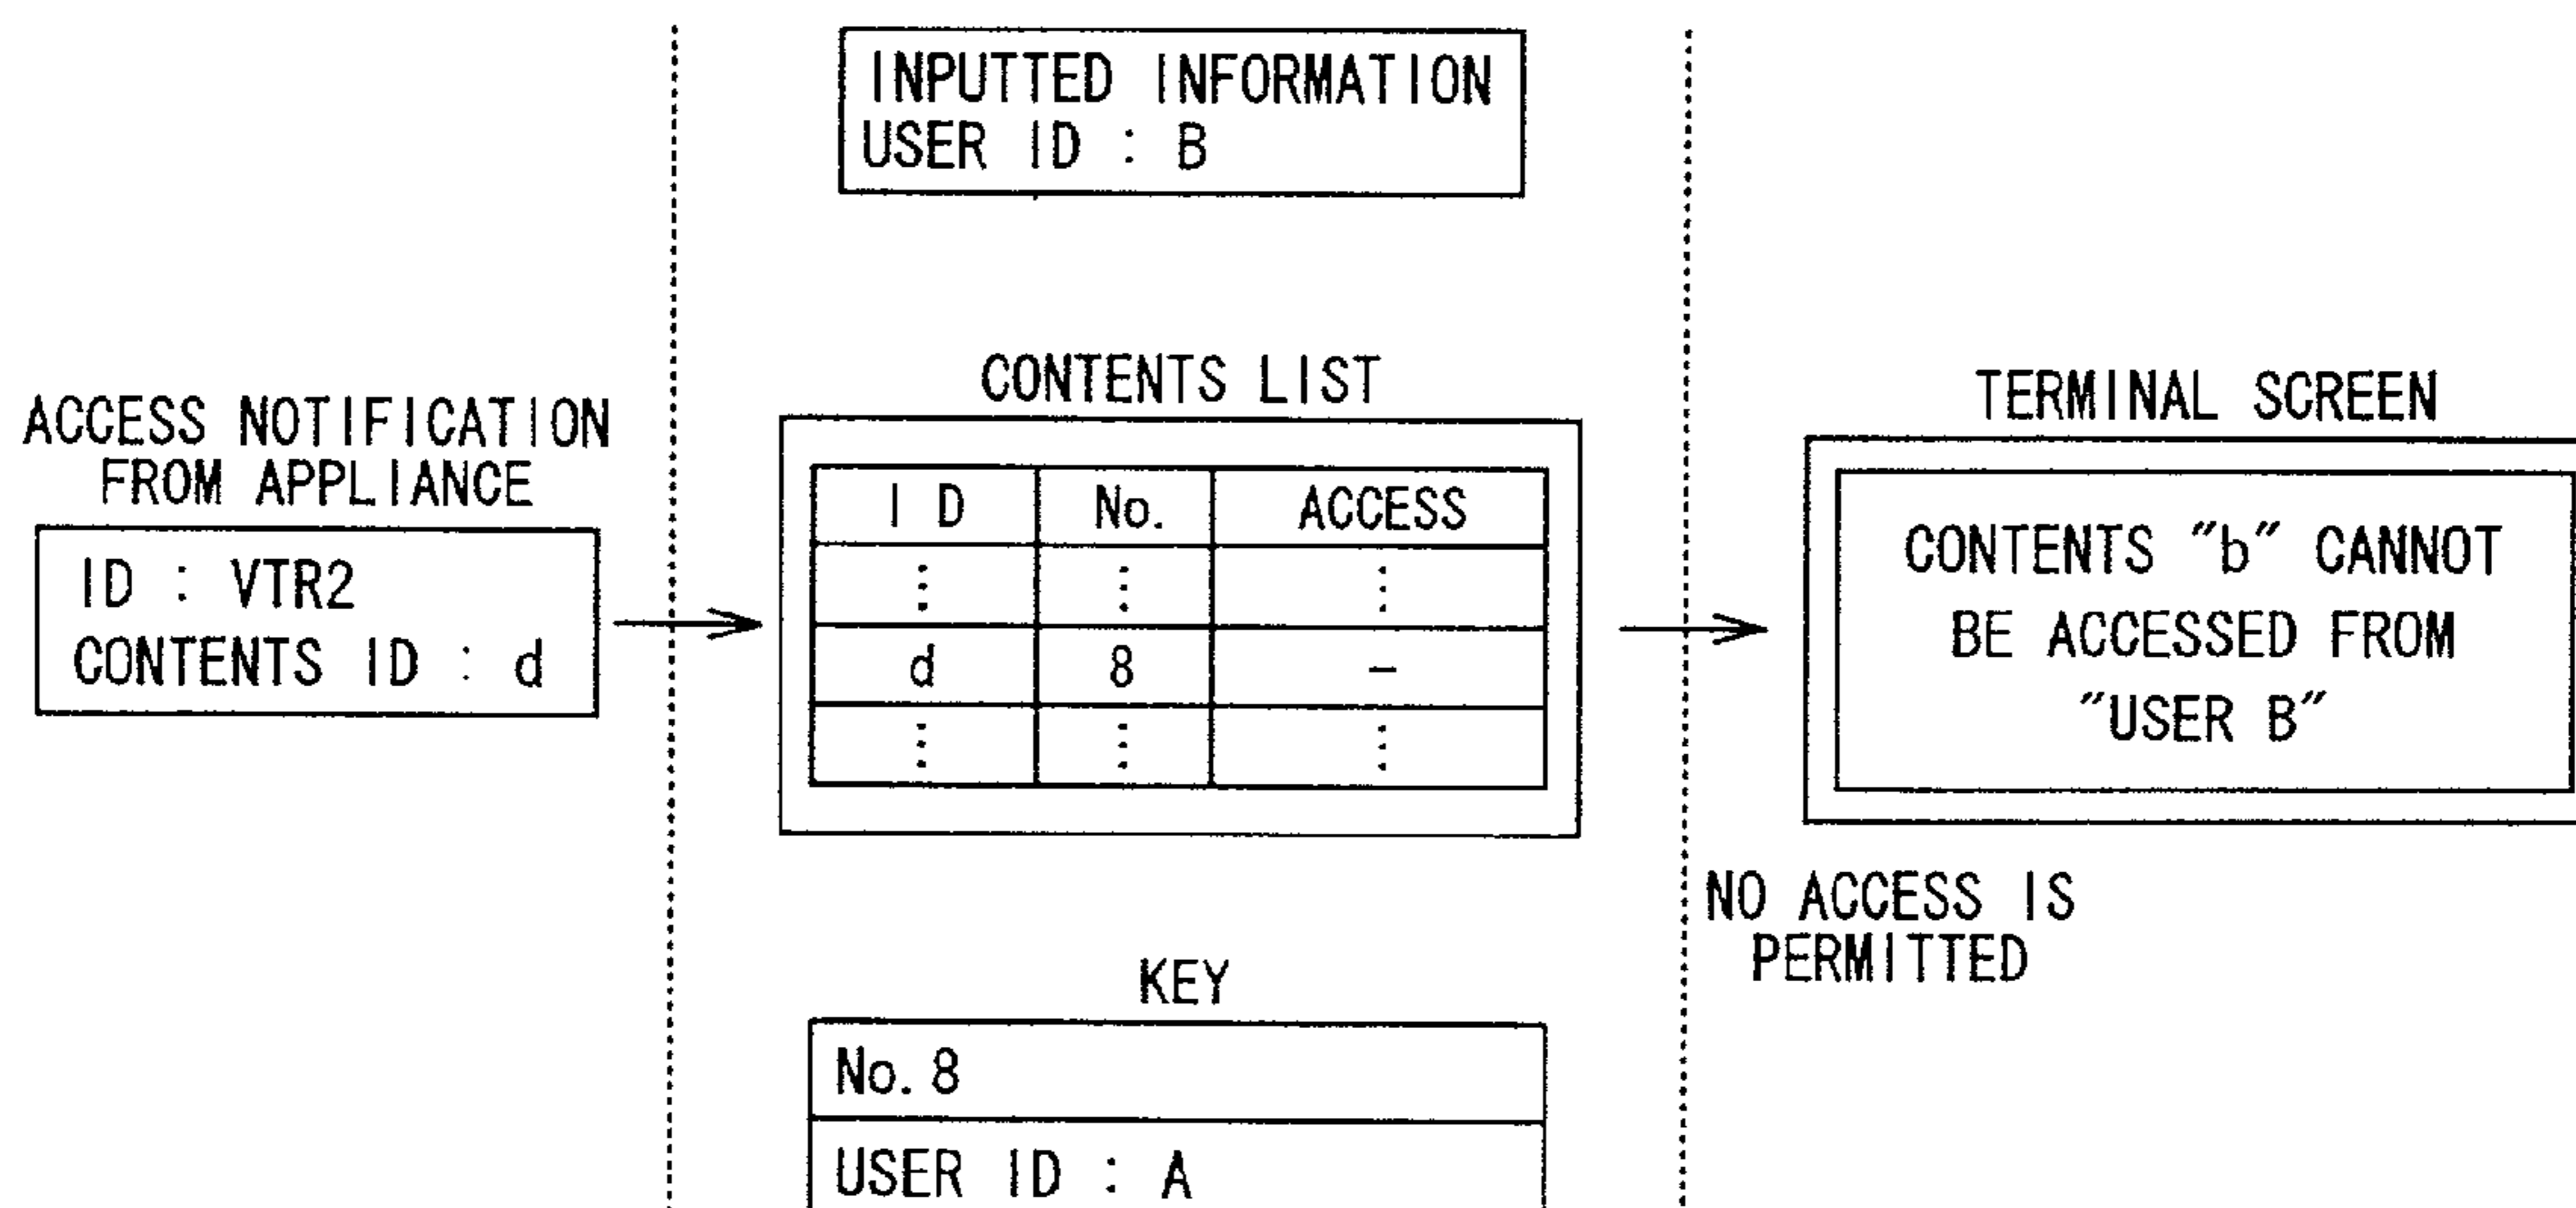 INPUTTED INFORMATION
USER ID : B
ACCESS NOTIFICATION
FROM APPLIANCE
ID : VTR2
CONTENTS ID : d
CONTENTS LIST
ID No. ACCESS
⋮ ⋮ ⋮
d 8 -
⋮ ⋮ ⋮
TERMINAL SCREEN
CONTENTS "b" CANNOT
BE ACCESSED FROM
"USER B"
NO ACCESS IS
PERMITTED
KEY
No. 8
USER ID : A